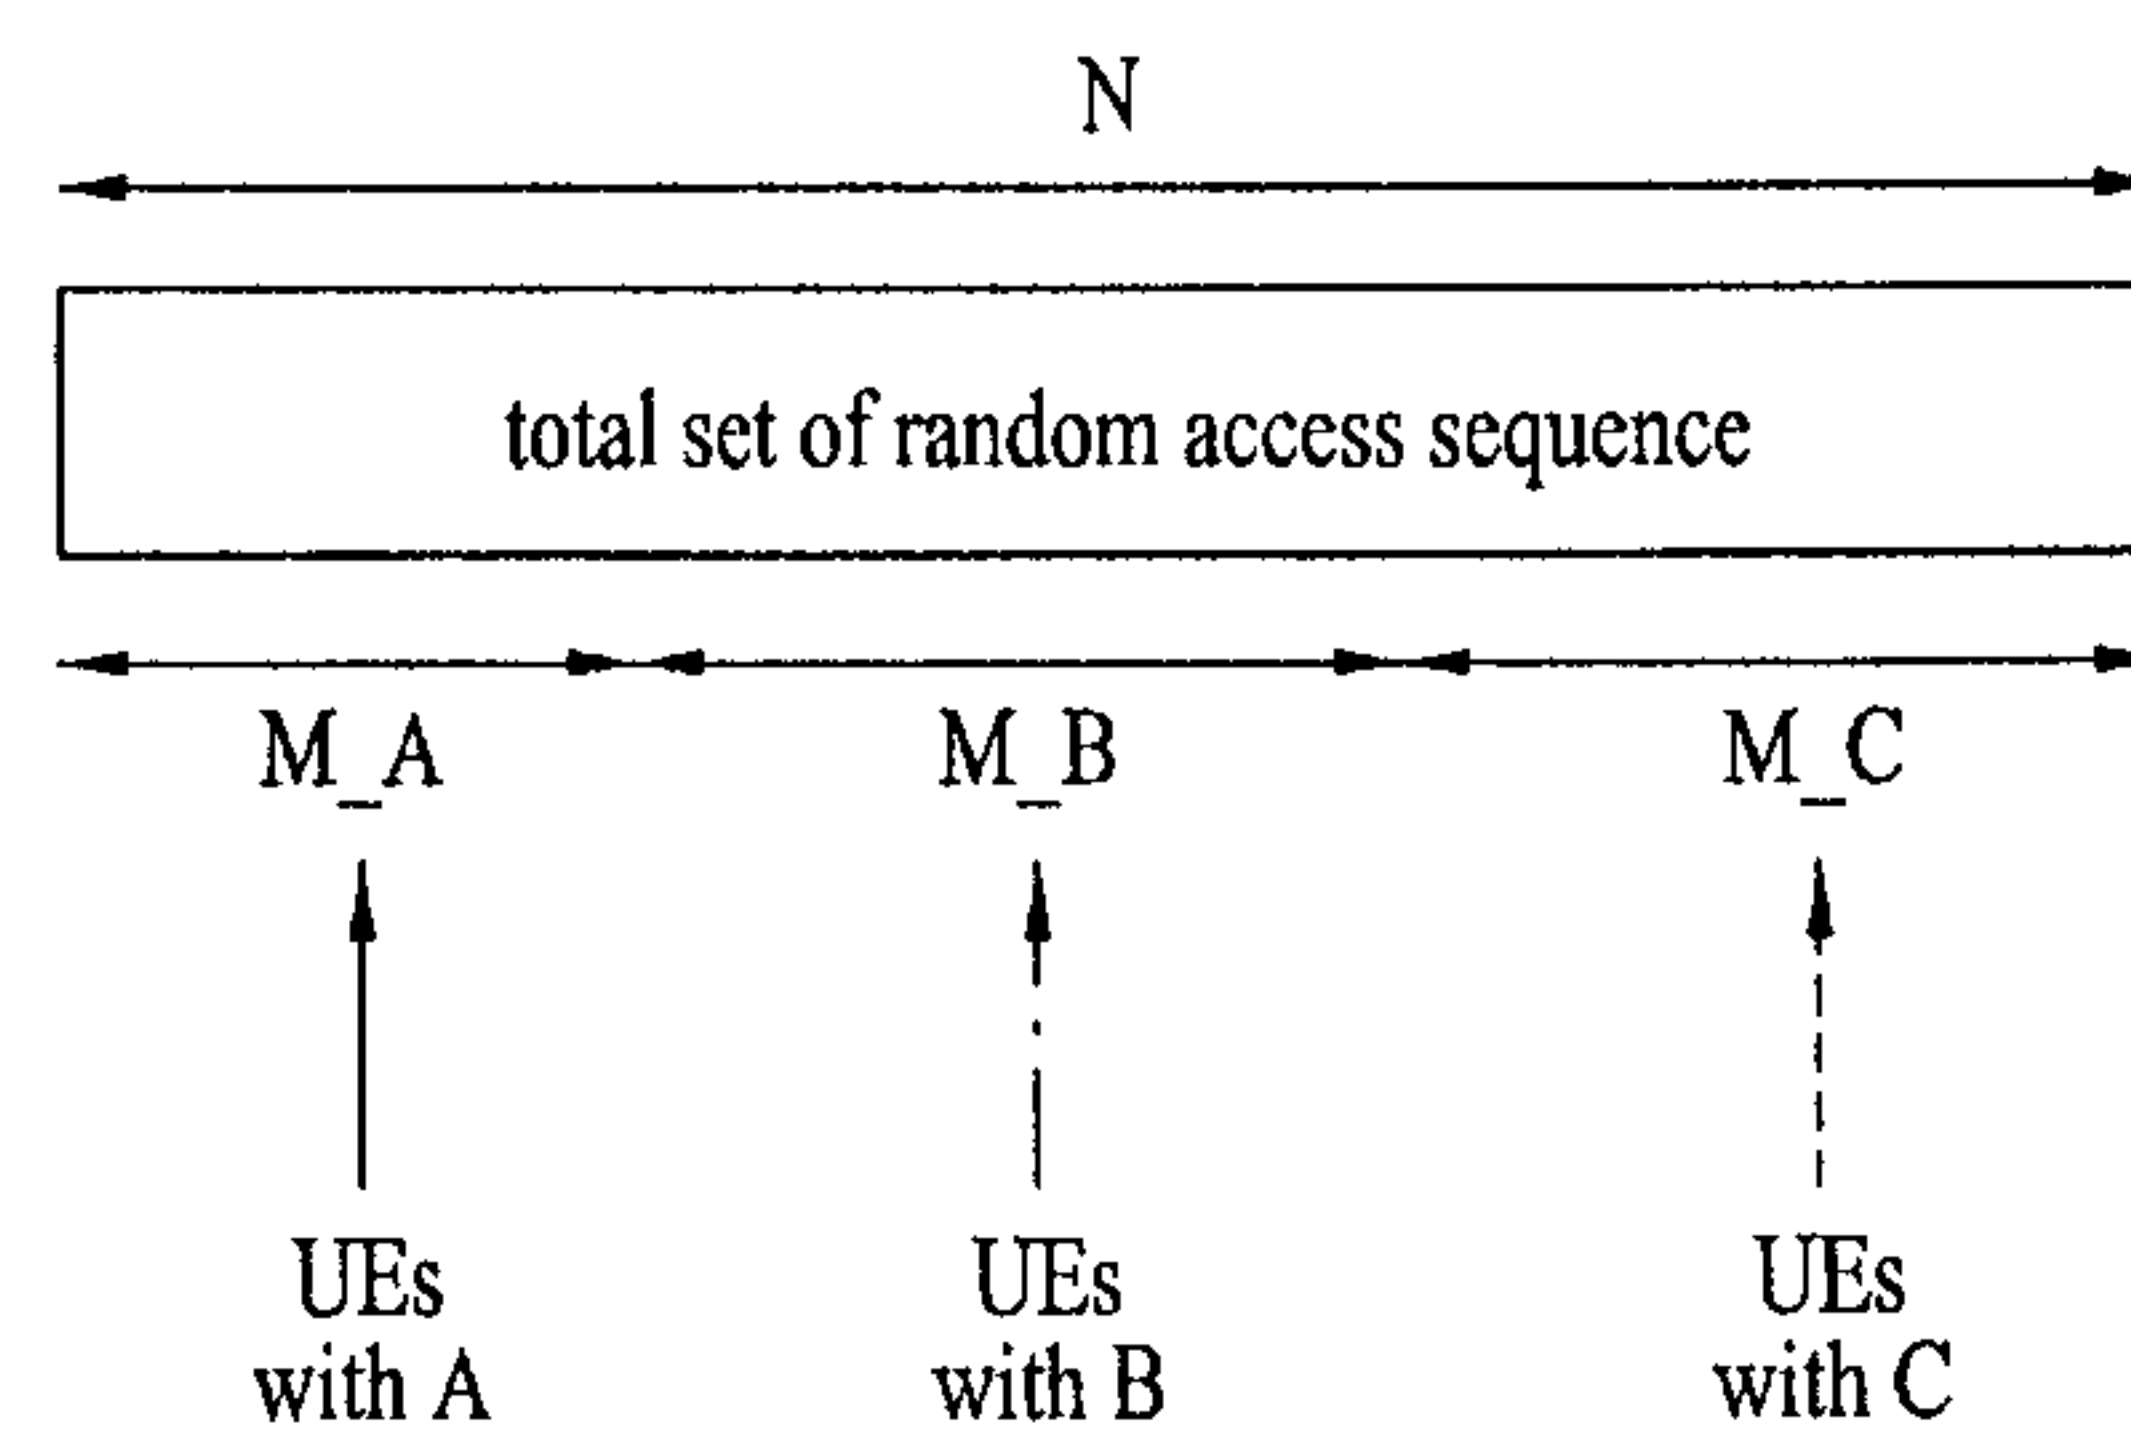 N
total set of random access sequence
M_A M_B M_C
UEs UEs UEs
with A with B with C